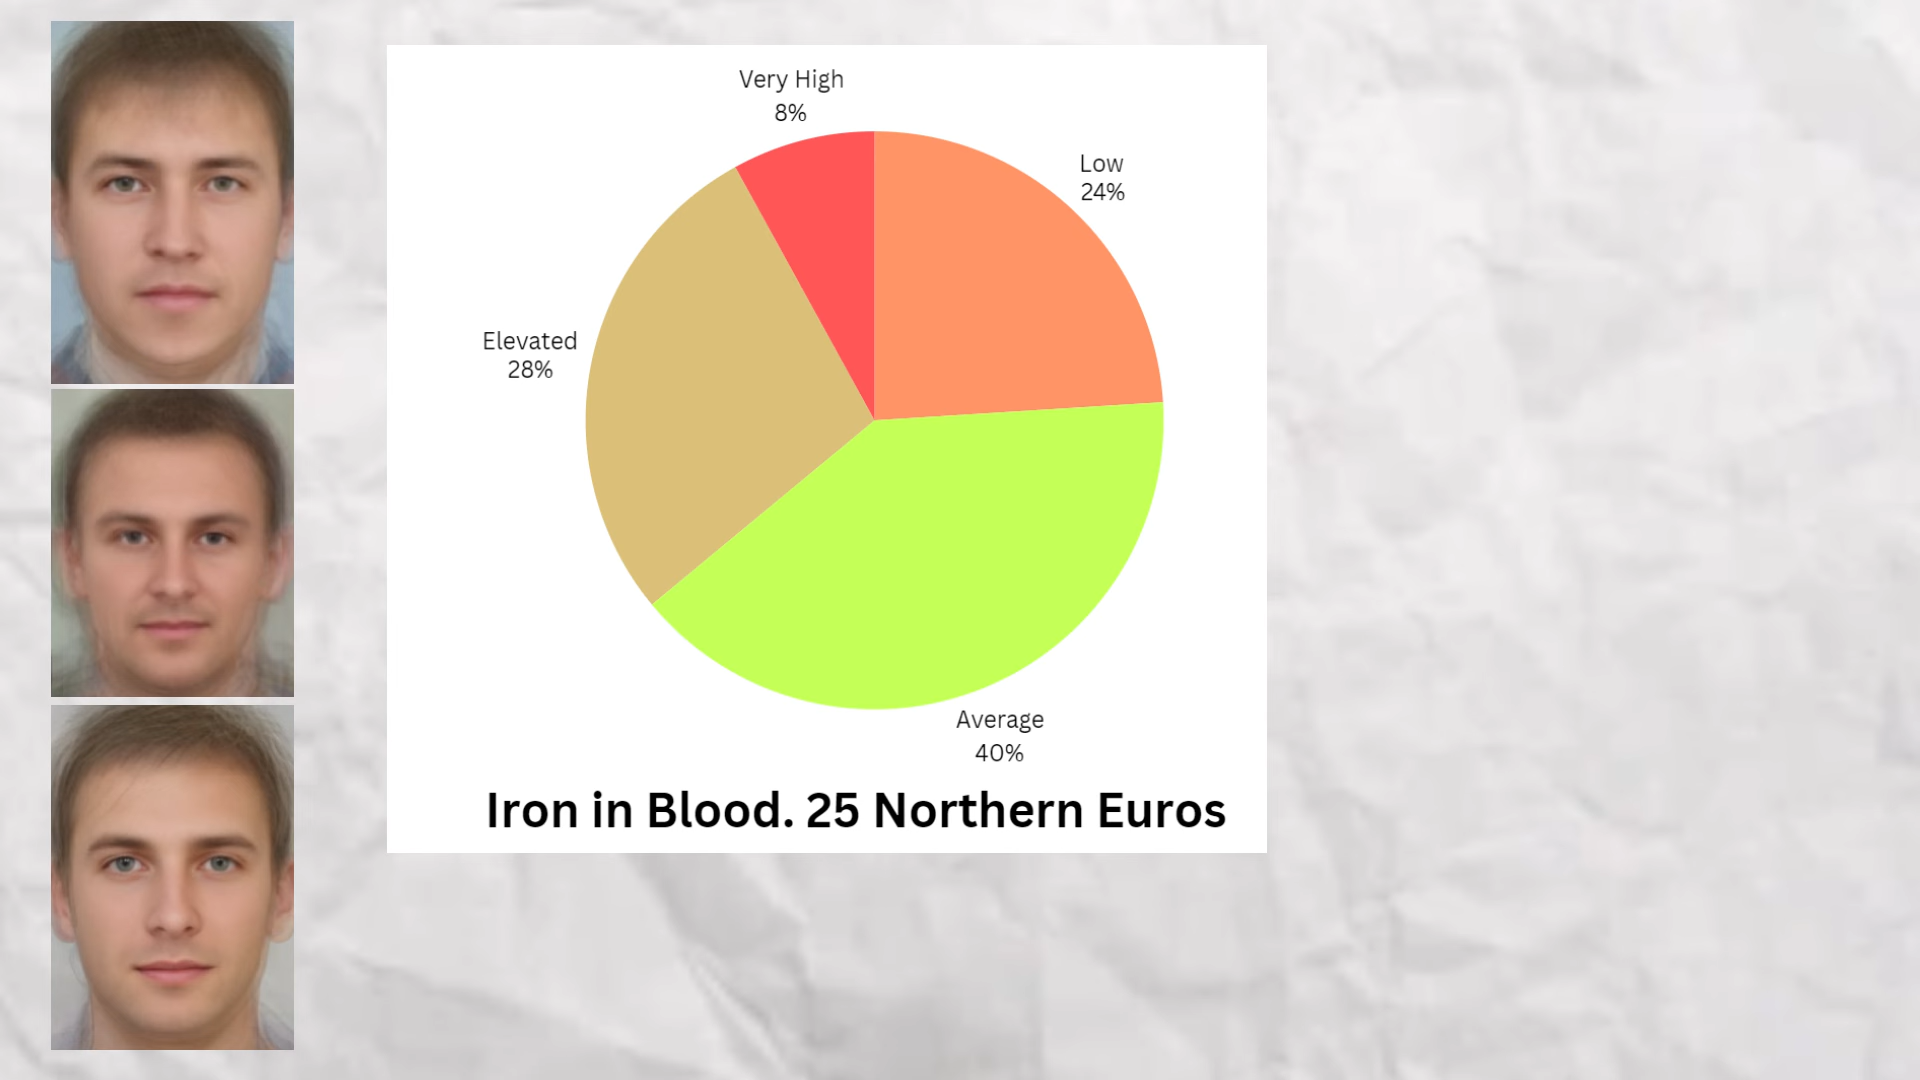 Very High
8%
Low
24%
Elevated
28%
Average
40%
Iron in Blood. 25 Northern Euros